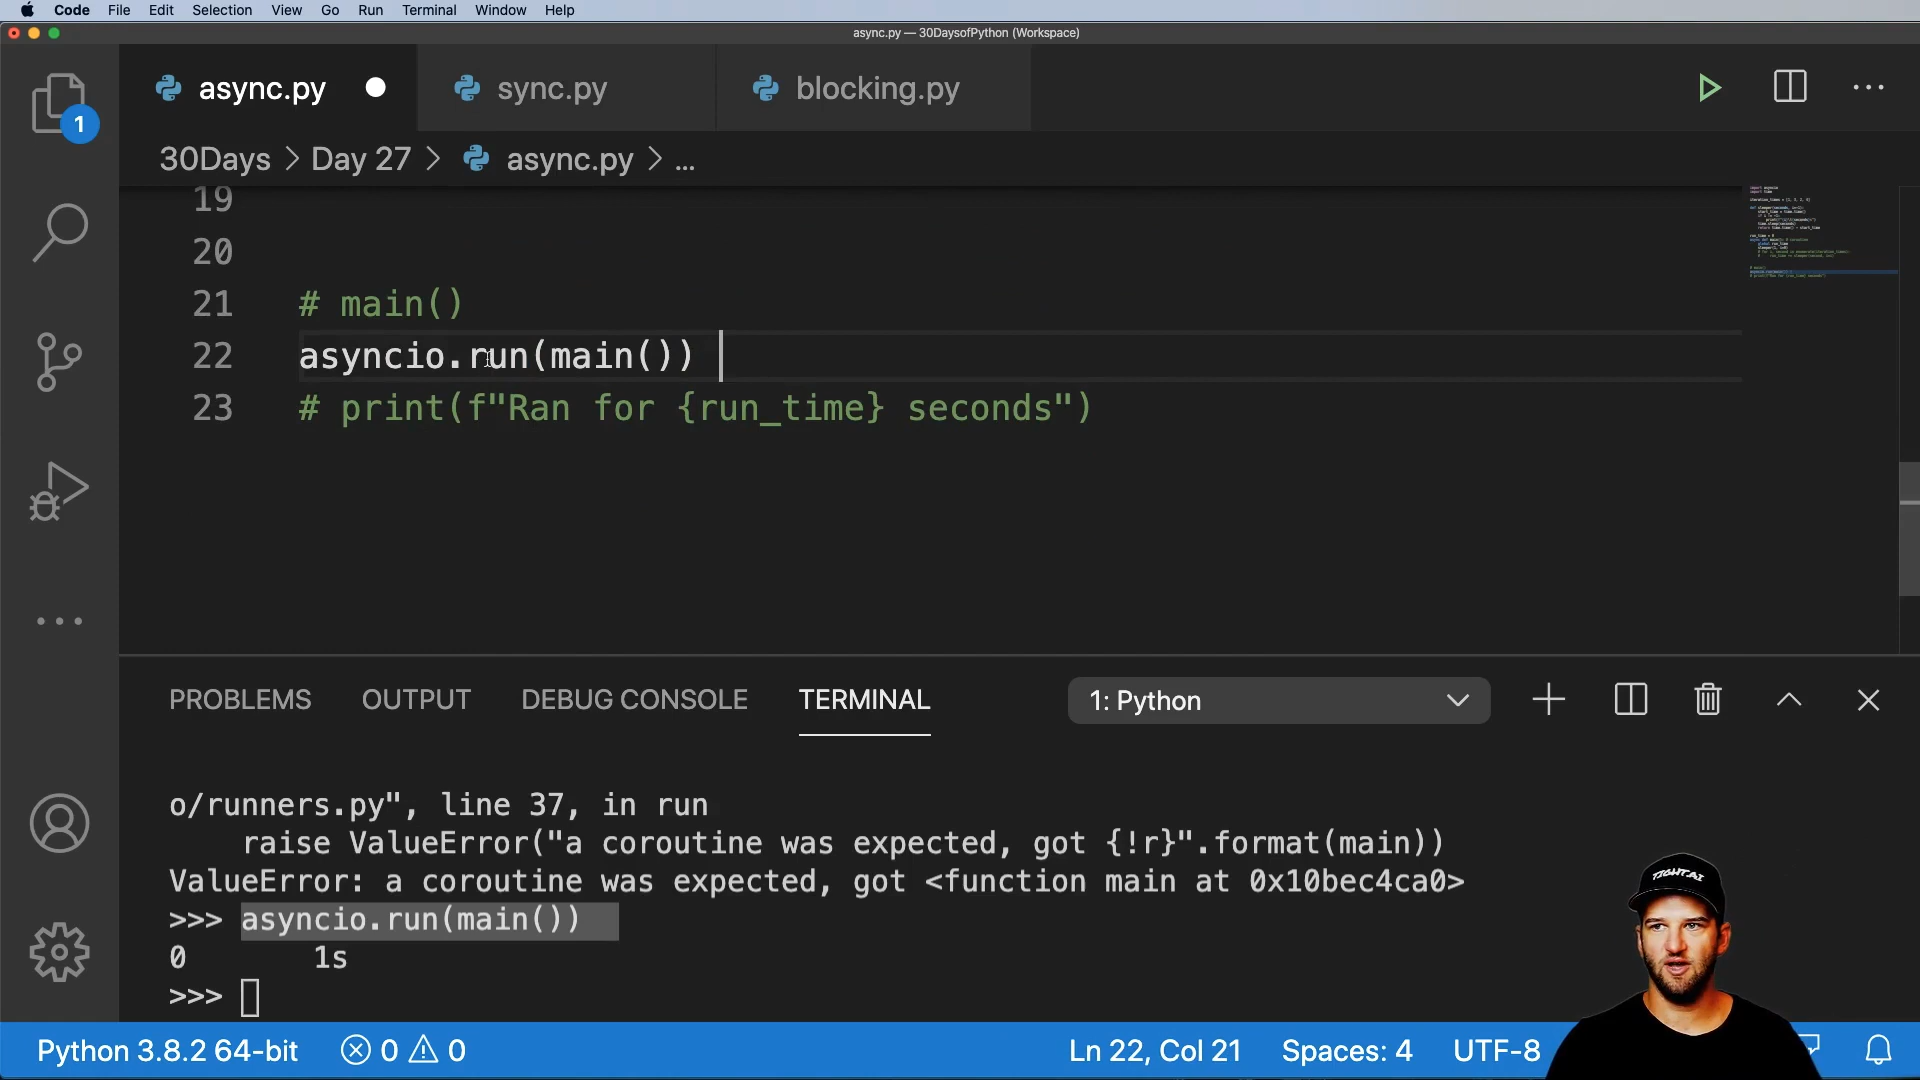 Code File Edit Selection View Go Run Terminal Window Help
async.py — 30DaysofPython (Workspace)
async.py sync.py blocking.py
1
30Days > Day 27 > async.py > ...
19
20
21 # main()
22 asyncio.run(main())
23 # print(f"Ran for {run_time} seconds")
PROBLEMS OUTPUT DEBUG CONSOLE TERMINAL 1: Python
o/runners.py", line 37, in run
raise ValueError("a coroutine was expected, got {!r}".format(main))
ValueError: a coroutine was expected, got <function main at 0x10bec4ca0>
>>> asyncio.run(main())
0 1s
>>>
TIGHT.AI
Python 3.8.2 64-bit 0 0 Ln 22, Col 21 Spaces: 4 UTF-8